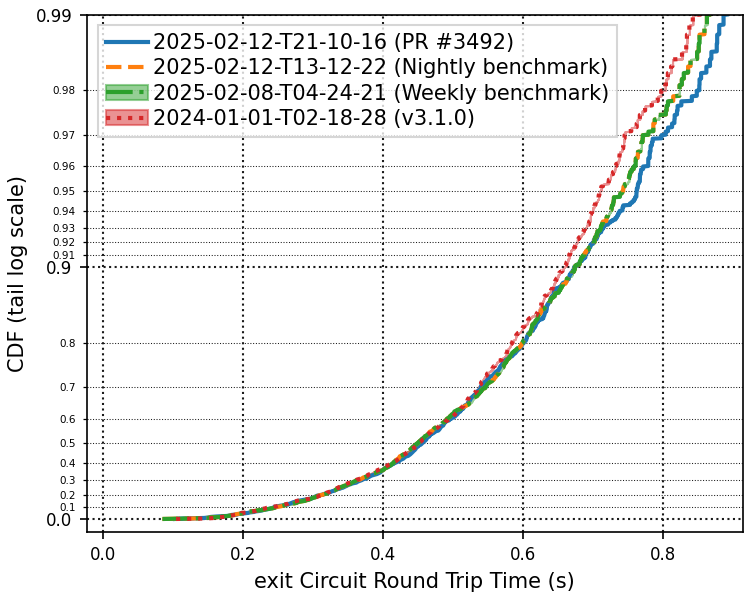 0.99
2025-02-12-T21-10-16 (PR #3492)
2025-02-12-T13-12-22 (Nightly benchmark)
2025-02-08-T04-24-21 (Weekly benchmark)
2024-01-01-T02-18-28 (v3.1.0)
0.98
0.97
0.96
0.95
0.94
0.93
0.92
0.91
0.9
0.8
0.7
0.6
0.5
0.4
0.3
0.2
0.1
0.0
CDF (tail log scale)
0.0 0.2 0.4 0.6 0.8
exit Circuit Round Trip Time (s)